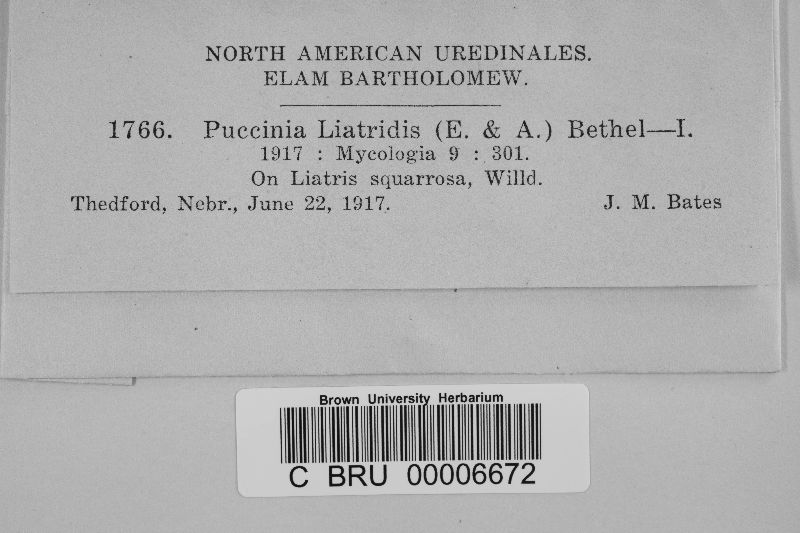 NORTH AMERICAN UREDINALES.
ELAM BARTHOLOMEW.
1766. Puccinia Liatridis (E. & A.) Bethel—I.
1917 : Mycologia 9 : 301.
On Liatris squarrosa, Willd.
Thedford, Nebr., June 22, 1917. J. M. Bates
Brown University Herbarium
C BRU 00006672